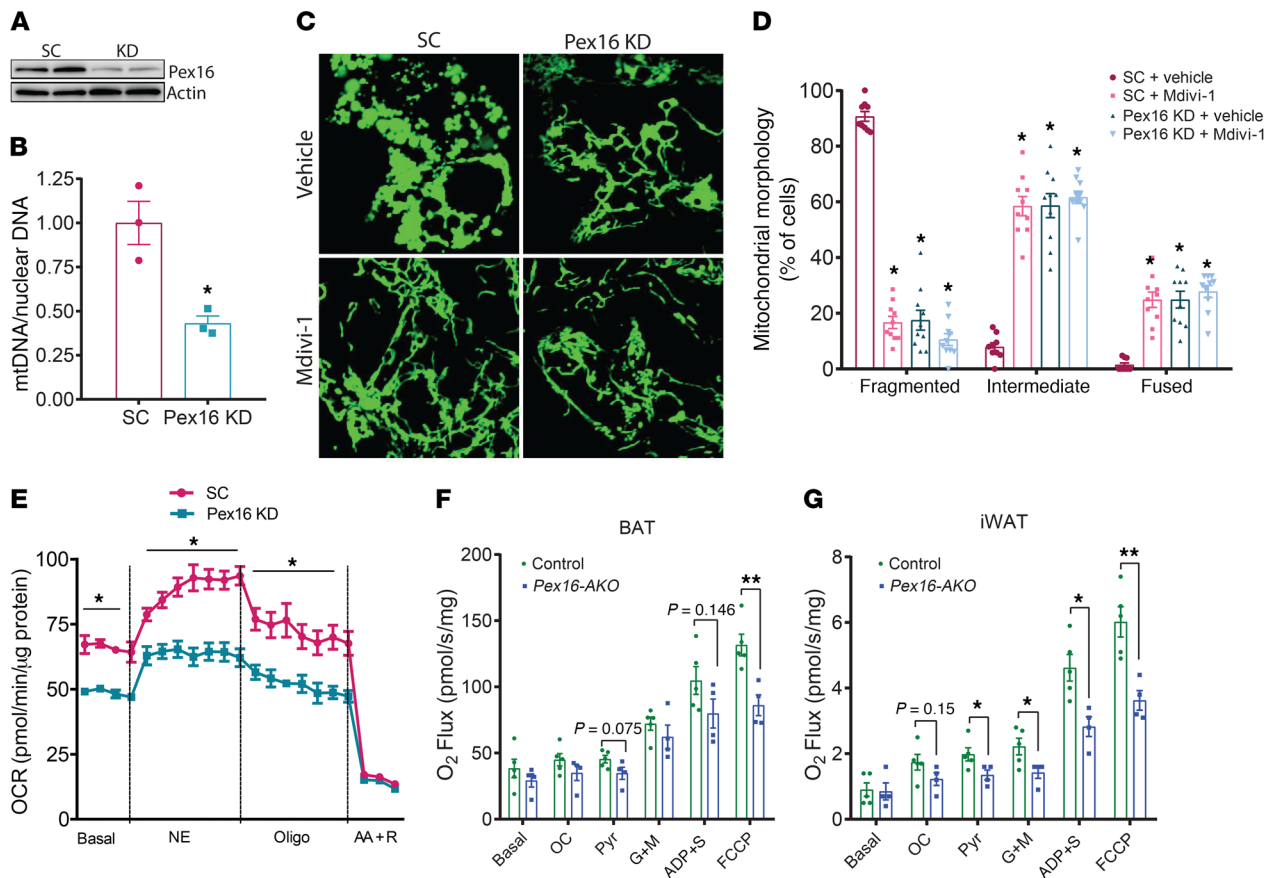 A
SC KD
Pex16
Actin
B
mtDNA/nuclear DNA
1.25
1.00
0.75
0.50
0.25
0.00
*
SC Pex16 KD
C
SC Pex16 KD
Vehicle
Mdivi-1
D
SC + vehicle
SC + Mdivi-1
Pex16 KD + vehicle
Pex16 KD + Mdivi-1
Mitochondrial morphology
(% of cells)
100
80
60
40
20
0
* * *
* * *
* * *
Fragmented Intermediate Fused
E
SC
Pex16 KD
OCR (pmol/min/µg protein)
100
75
50
25
0
* * *
Basal NE Oligo AA+R
F
BAT
Control
Pex16-AKO
O2 Flux (pmol/s/mg)
200
150
100
50
0
P = 0.075
P = 0.146
**
Basal OC Pyr G+M ADP+S FCCP
G
iWAT
Control
Pex16-AKO
O2 Flux (pmol/s/mg)
8
6
4
2
0
P = 0.15
* * * **
Basal OC Pyr G+M ADP+S FCCP